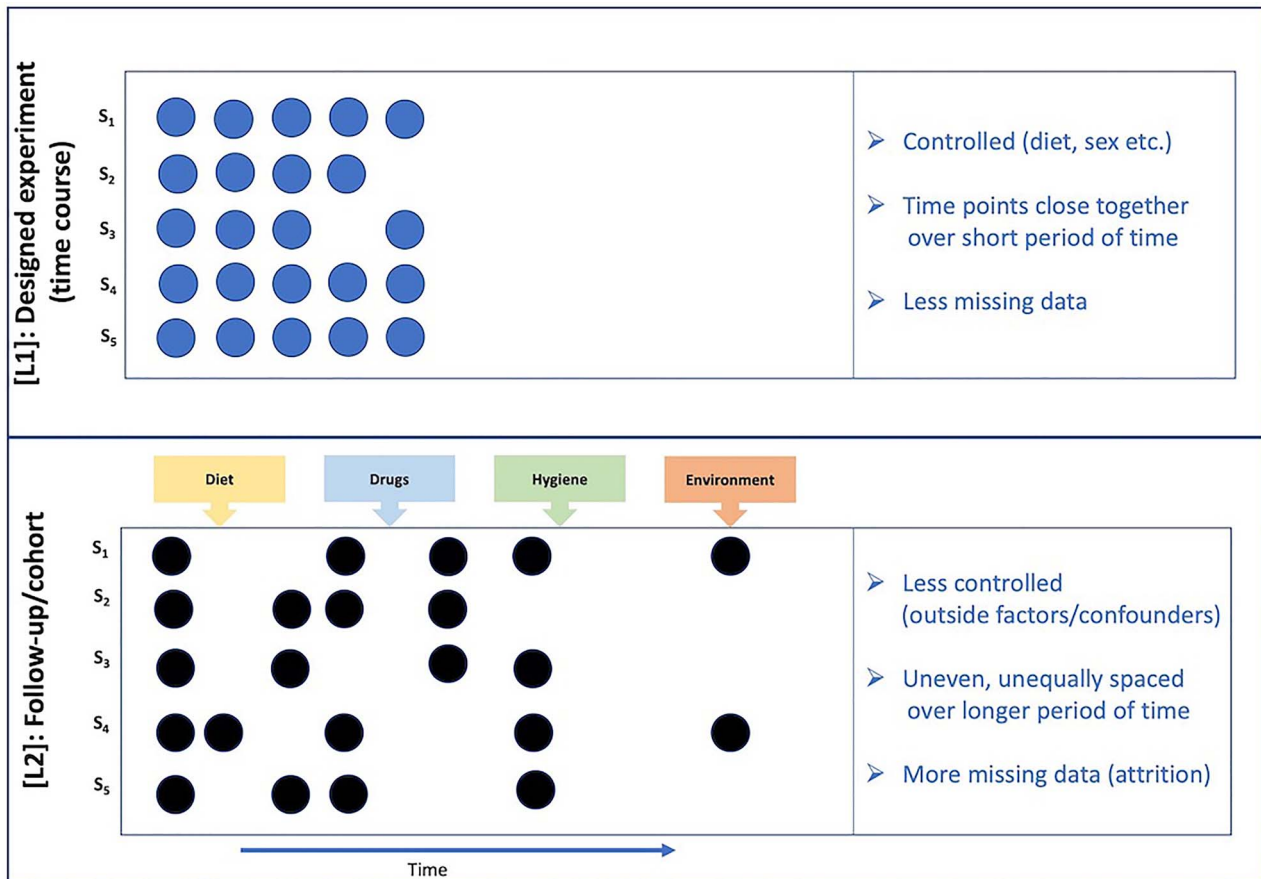 [L1]: Designed experiment
(time course)
S1
S2
S3
S4
S5
➢ Controlled (diet, sex etc.)
➢ Time points close together
over short period of time
➢ Less missing data
[L2]: Follow-up/cohort
Diet
Drugs
Hygiene
Environment
S1
S2
S3
S4
S5
➢ Less controlled
(outside factors/confounders)
➢ Uneven, unequally spaced
over longer period of time
➢ More missing data (attrition)
Time